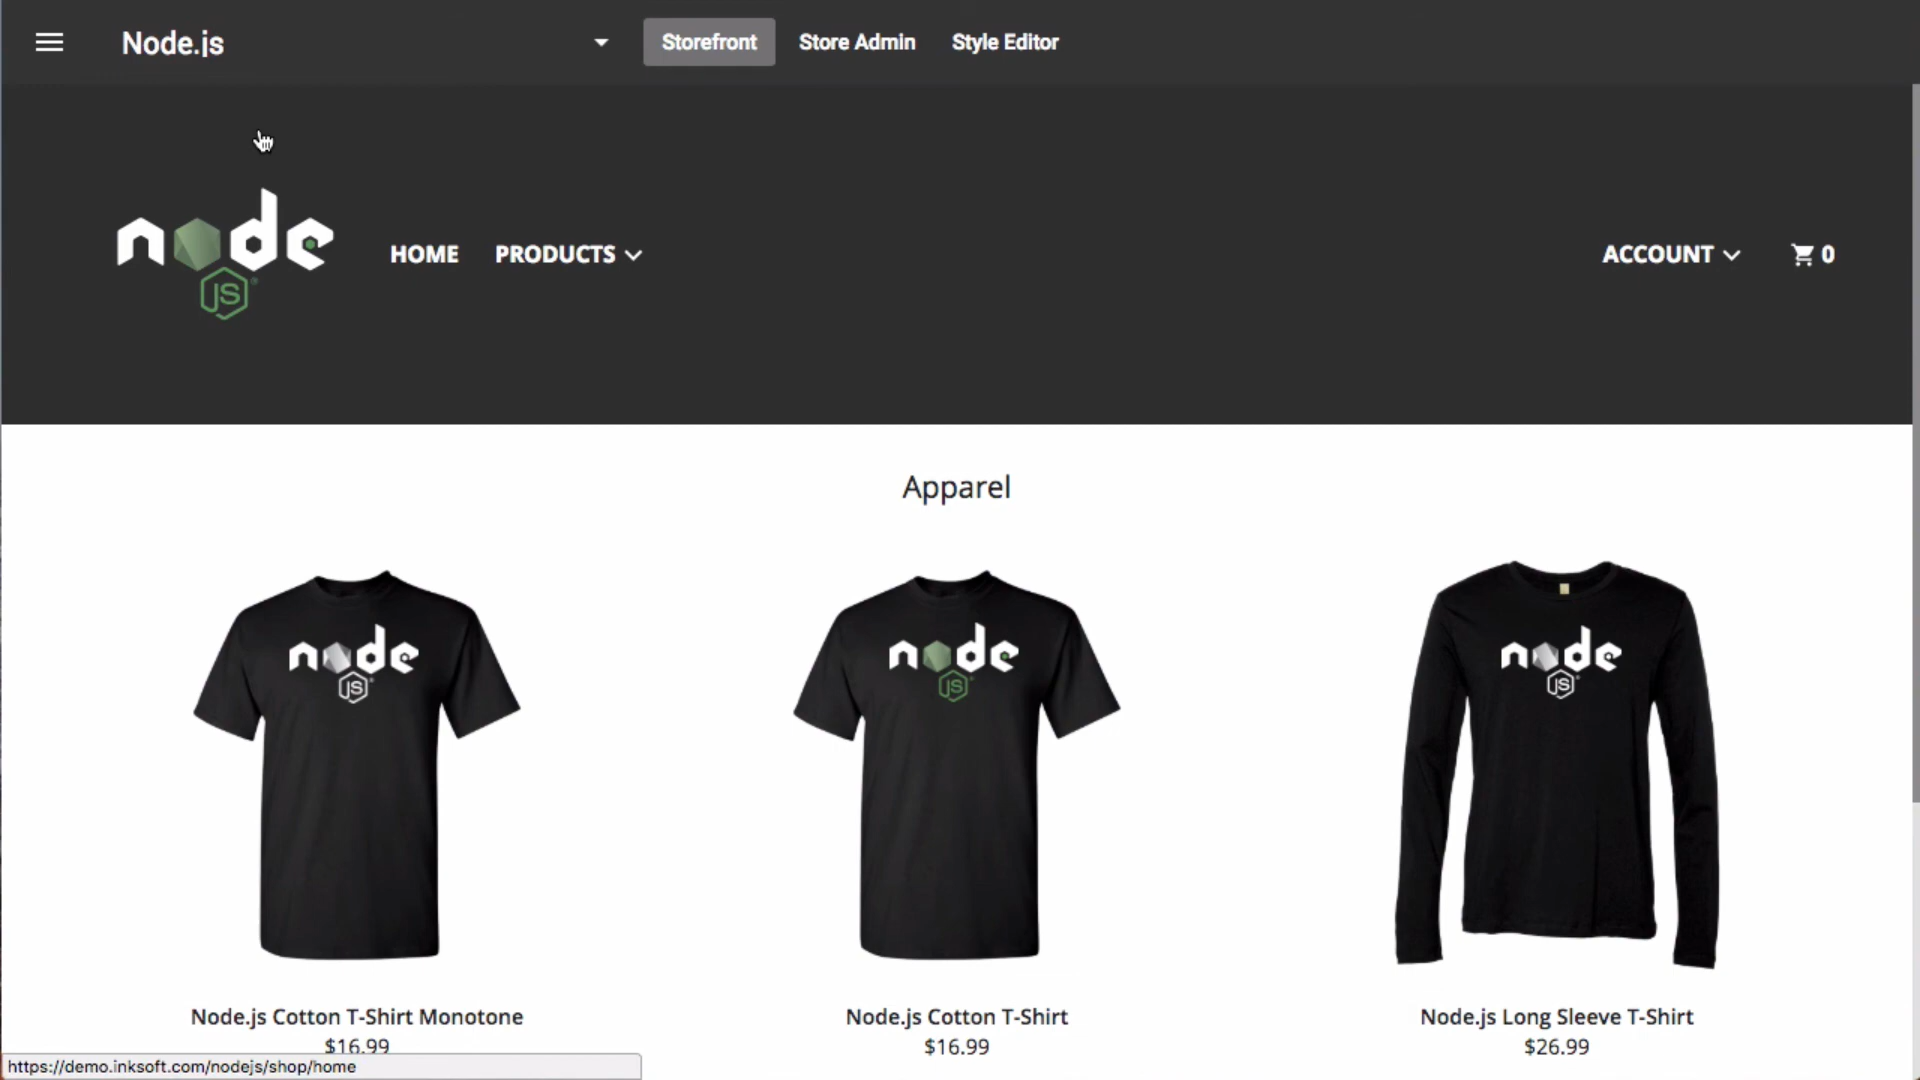 Node.js
Storefront
Store Admin
Style Editor
node
JS
HOME
PRODUCTS
ACCOUNT
0
Apparel
node
JS
node
JS
node
JS
Node.js Cotton T-Shirt Monotone
$16.99
Node.js Cotton T-Shirt
$16.99
Node.js Long Sleeve T-Shirt
$26.99
https://demo.inksoft.com/nodejs/shop/home